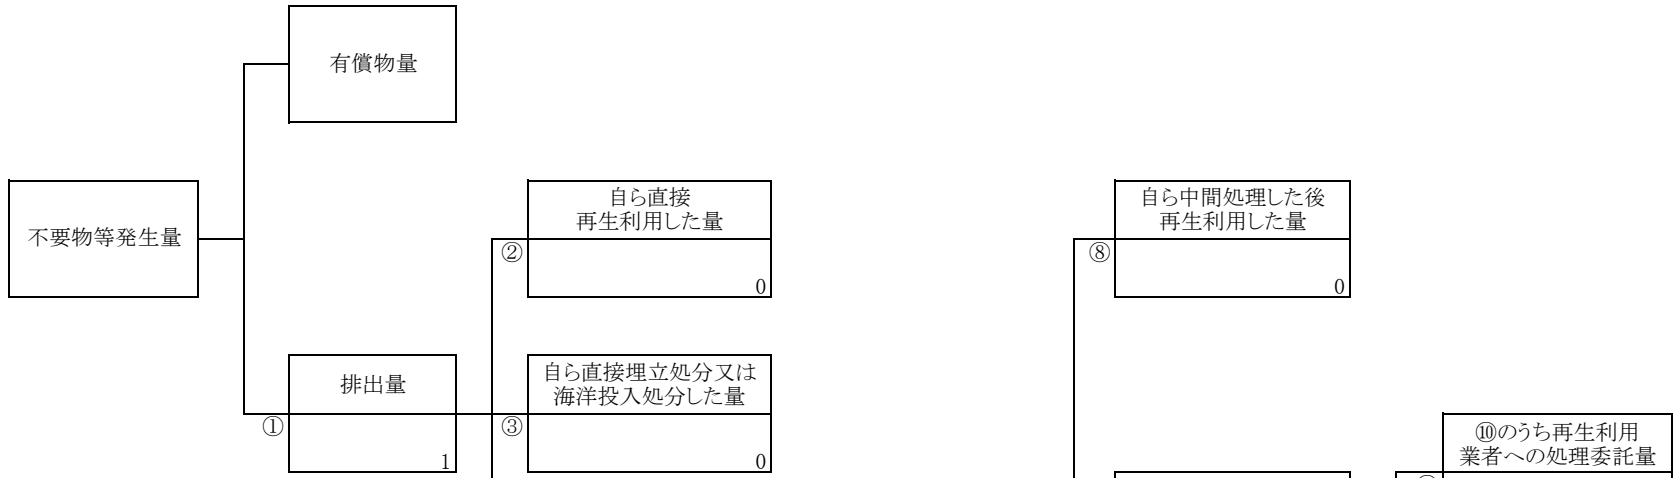 有償物量
不要物等発生量
自ら直接
再生利用した量
②
0
自ら中間処理した後
再生利用した量
⑧
0
排出量
①
1
自ら直接埋立処分又は
海洋投入処分した量
③
0
⑩のうち再生利用
業者への処理委託量